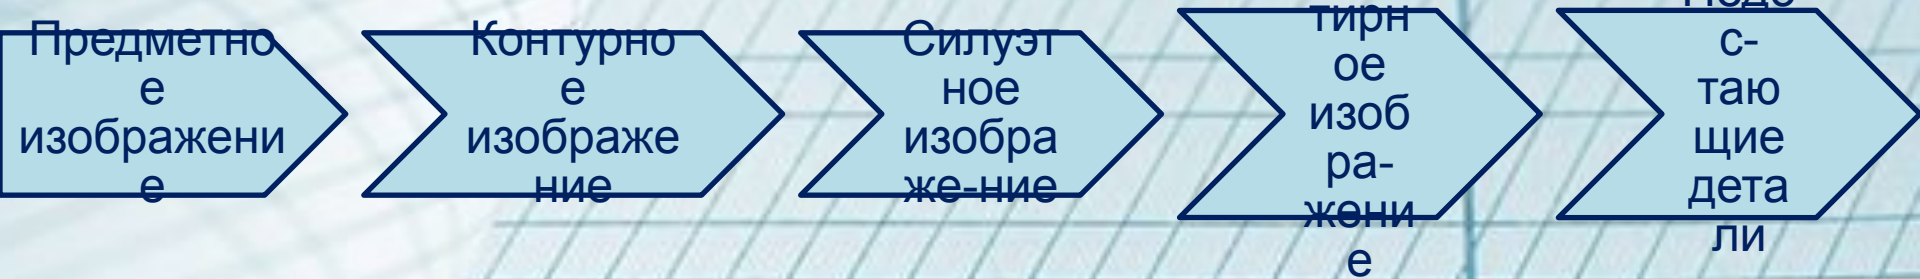 Предметно
е
изображени
е
Контурно
е
изображе
ние
Силуэт
ное
изобра
же-ние
тирн
ое
изоб
ра-
жени
е
с-
таю
щие
дета
ли